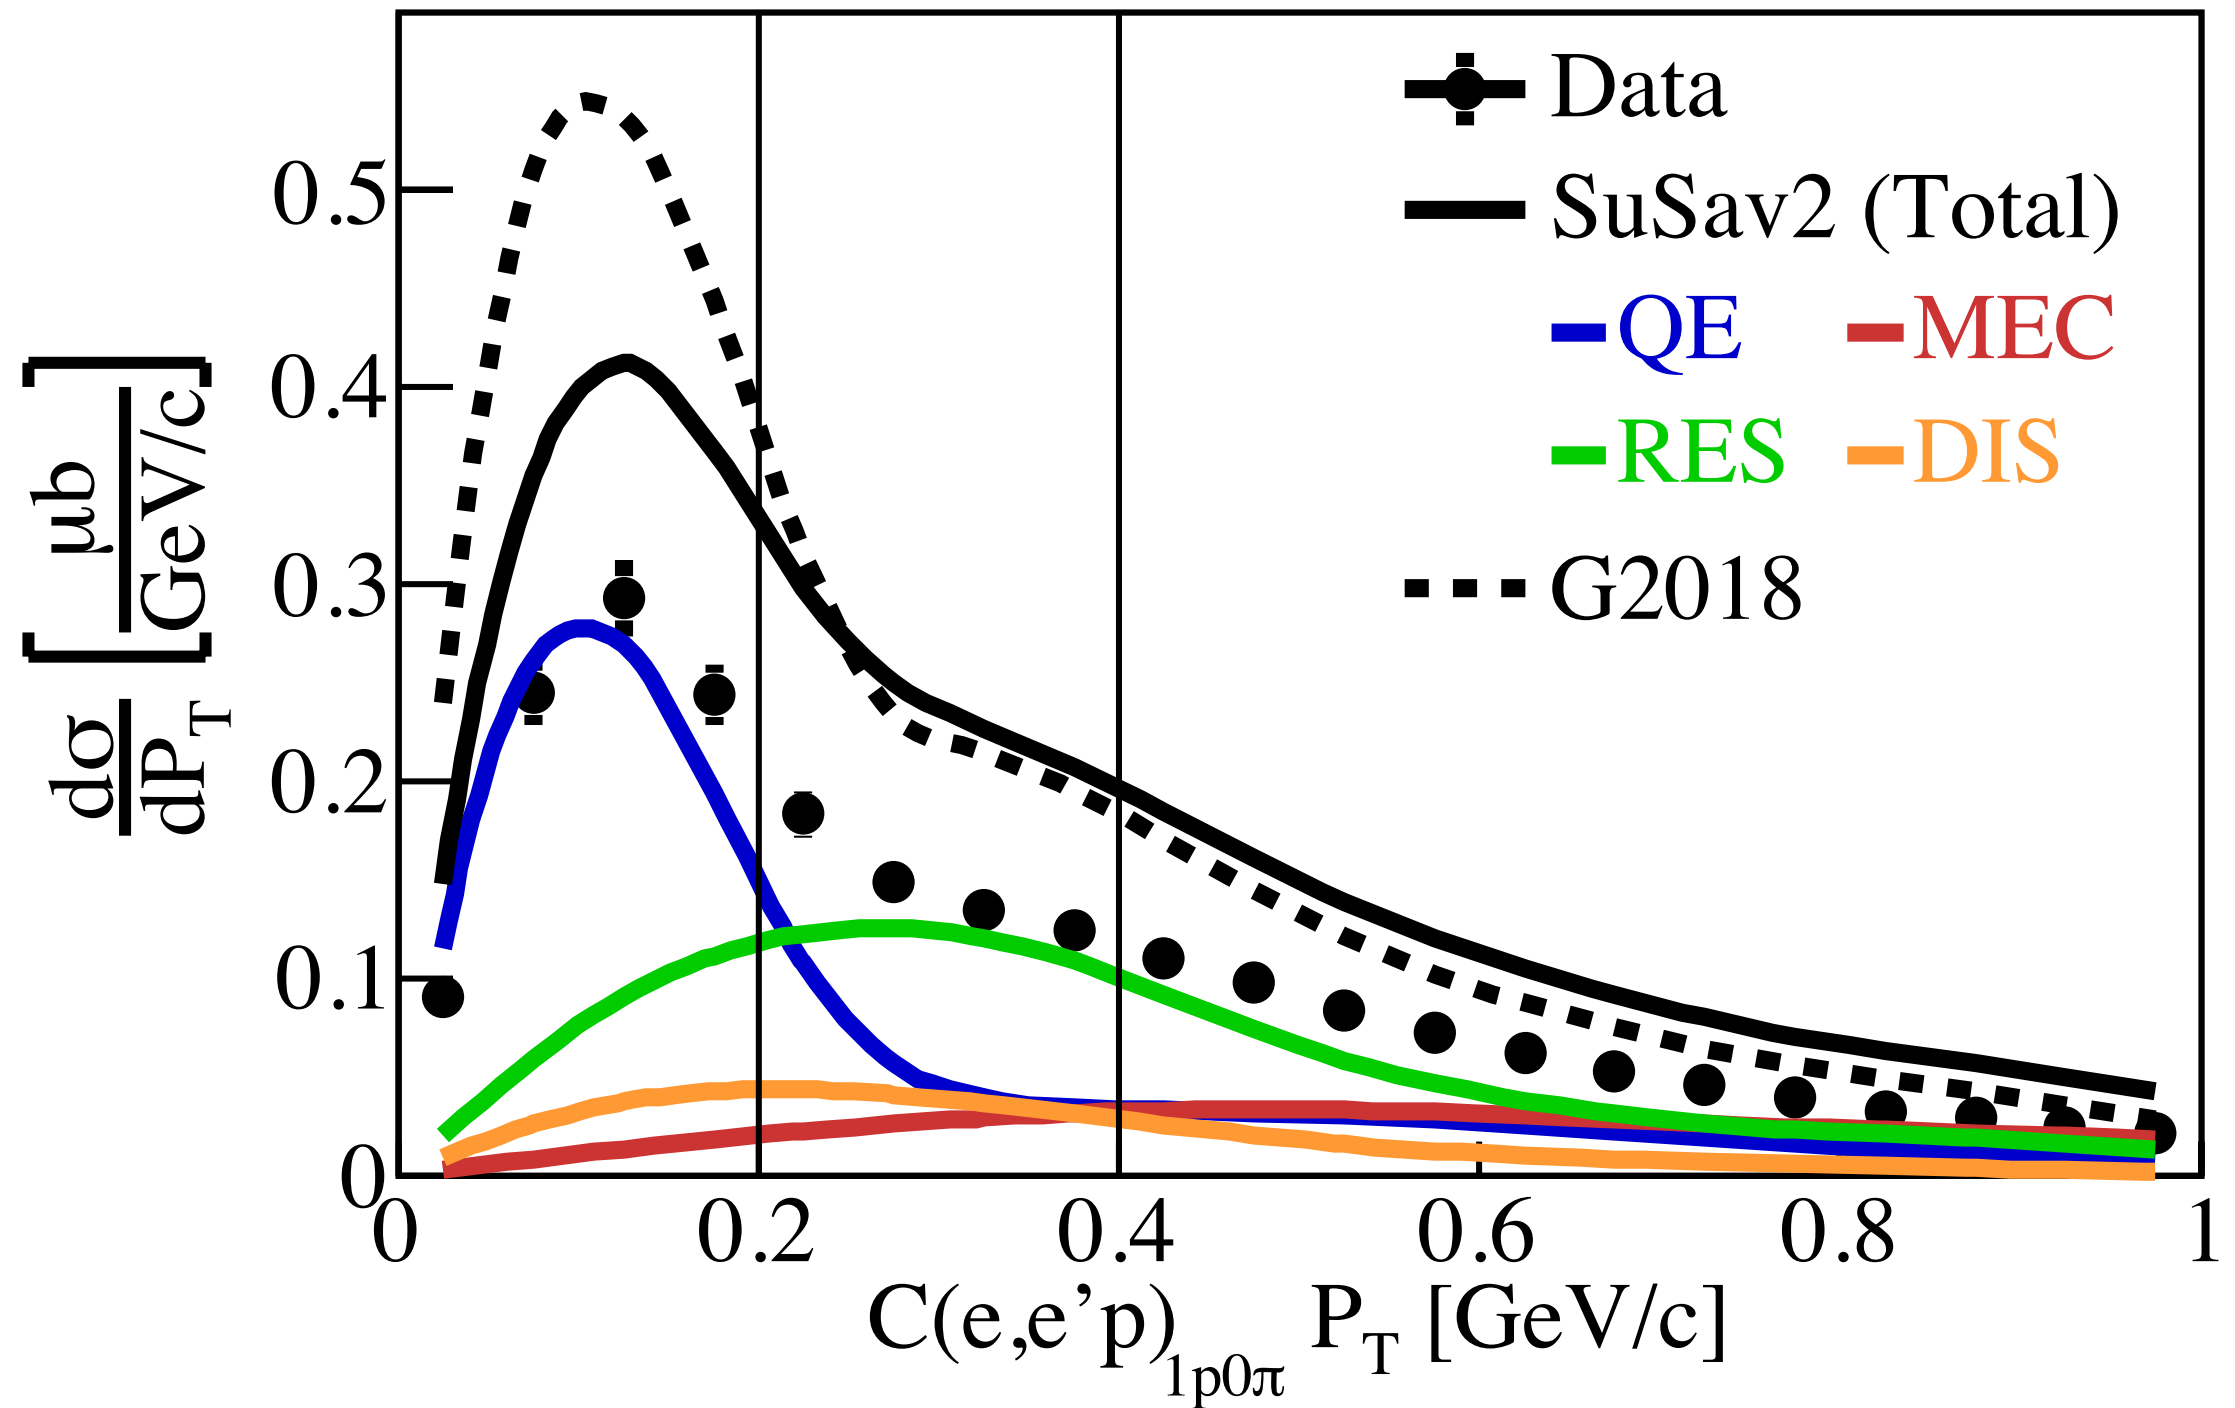 Data
SuSav2 (Total)
QE MEC
RES DIS
G2018
dσ/dP_T [μb/GeV/c]
0.5
0.4
0.3
0.2
0.1
0
0 0.2 0.4 0.6 0.8 1
C(e,e’p)_1p0π P_T [GeV/c]